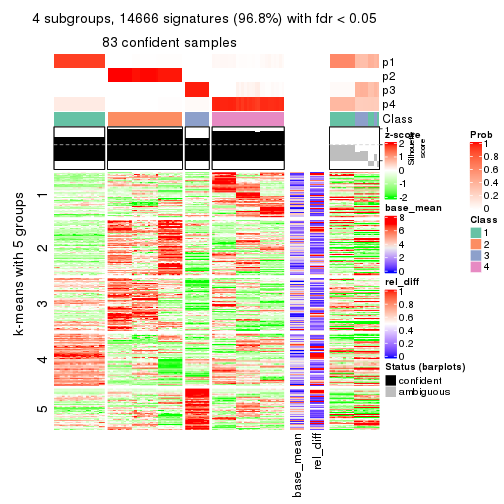 4 subgroups, 14666 signatures (96.8%) with fdr < 0.05
83 confident samples
p1
p2
p3
p4
Class
1
Silhouette
score
k-means with 5 groups
1
2
3
4
5
base_mean
rel_diff
z-score
2
1
0
-1
-2
base_mean
8
6
4
2
0
rel_diff
1
0.8
0.6
0.4
0.2
0
Status (barplots)
confident
ambiguous
Prob
1
0.8
0.6
0.4
0.2
0
Class
1
2
3
4